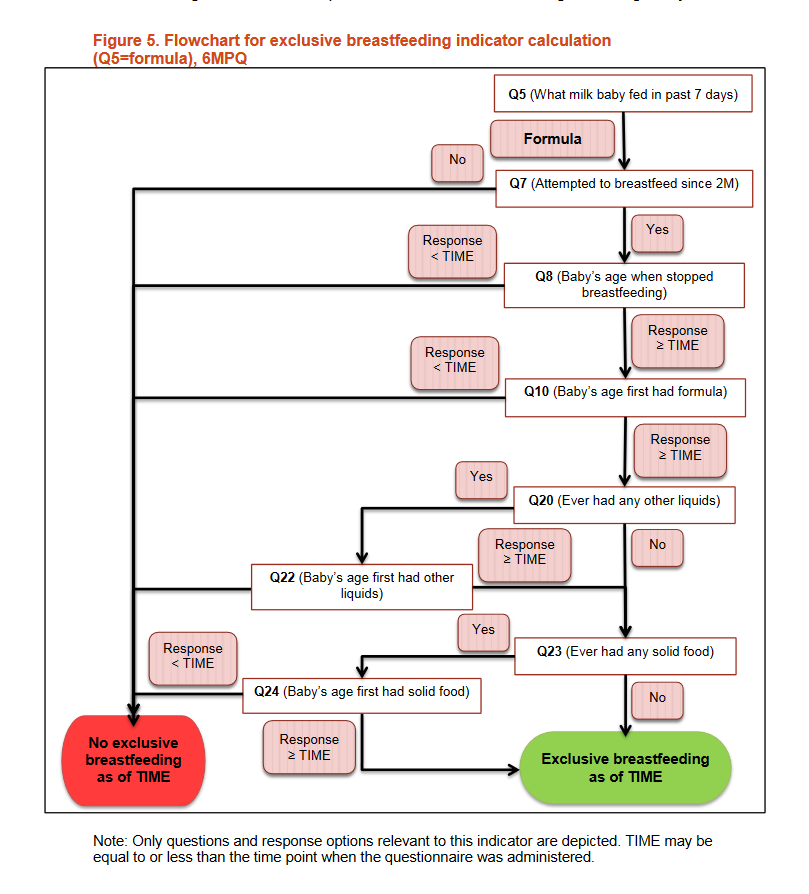 Figure 5. Flowchart for exclusive breastfeeding indicator calculation
(Q5=formula), 6MPQ
Q5 (What milk baby fed in past 7 days)
Formula
No
Q7 (Attempted to breastfeed since 2M)
Yes
Response
< TIME
Q8 (Baby’s age when stopped
breastfeeding)
Response
≥ TIME
Response
< TIME
Q10 (Baby’s age first had formula)
Response
≥ TIME
Yes
Q20 (Ever had any other liquids)
No
Response
≥ TIME
Q22 (Baby’s age first had other
liquids)
Yes
Q23 (Ever had any solid food)
Response
< TIME
Q24 (Baby’s age first had solid food)
No
Response
≥ TIME
No exclusive
breastfeeding
as of TIME
Exclusive breastfeeding
as of TIME
Note: Only questions and response options relevant to this indicator are depicted. TIME may be
equal to or less than the time point when the questionnaire was administered.